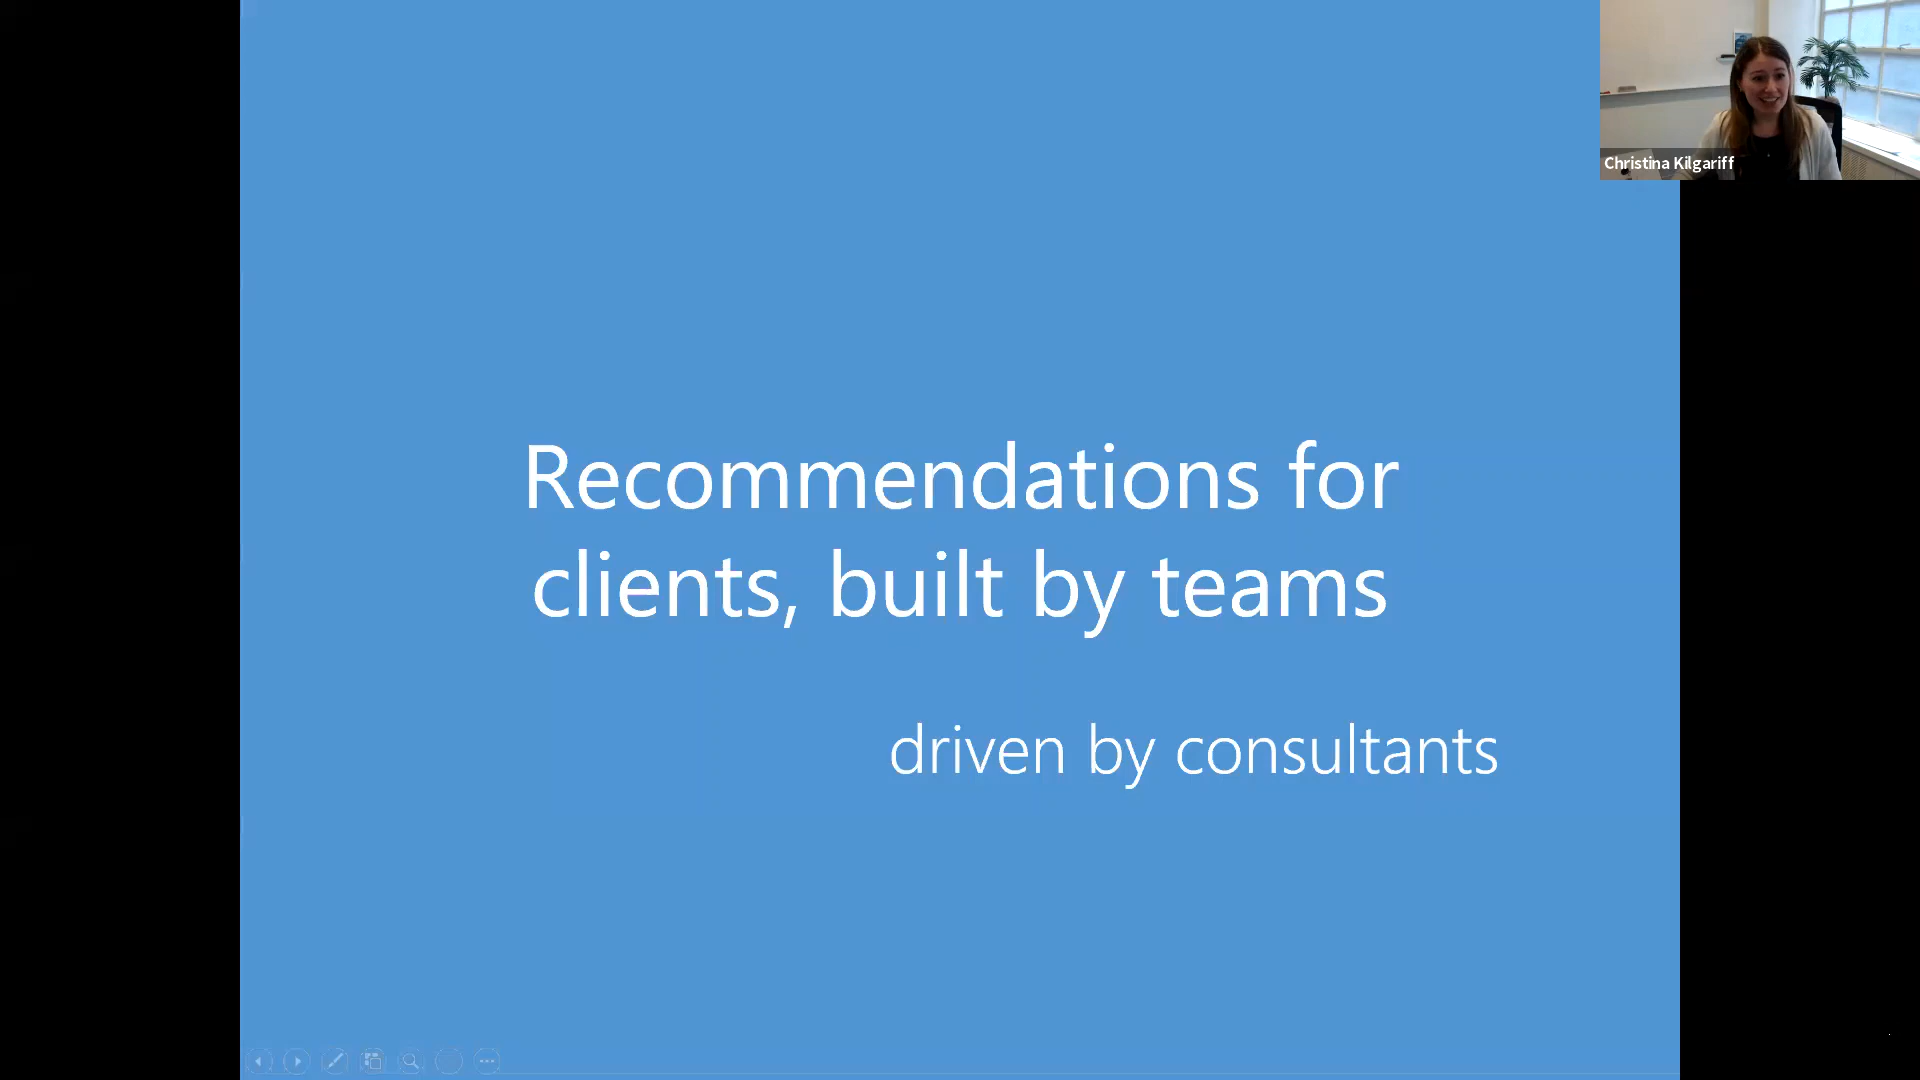 Christina Kilgariff
Recommendations for
clients, built by teams
driven by consultants